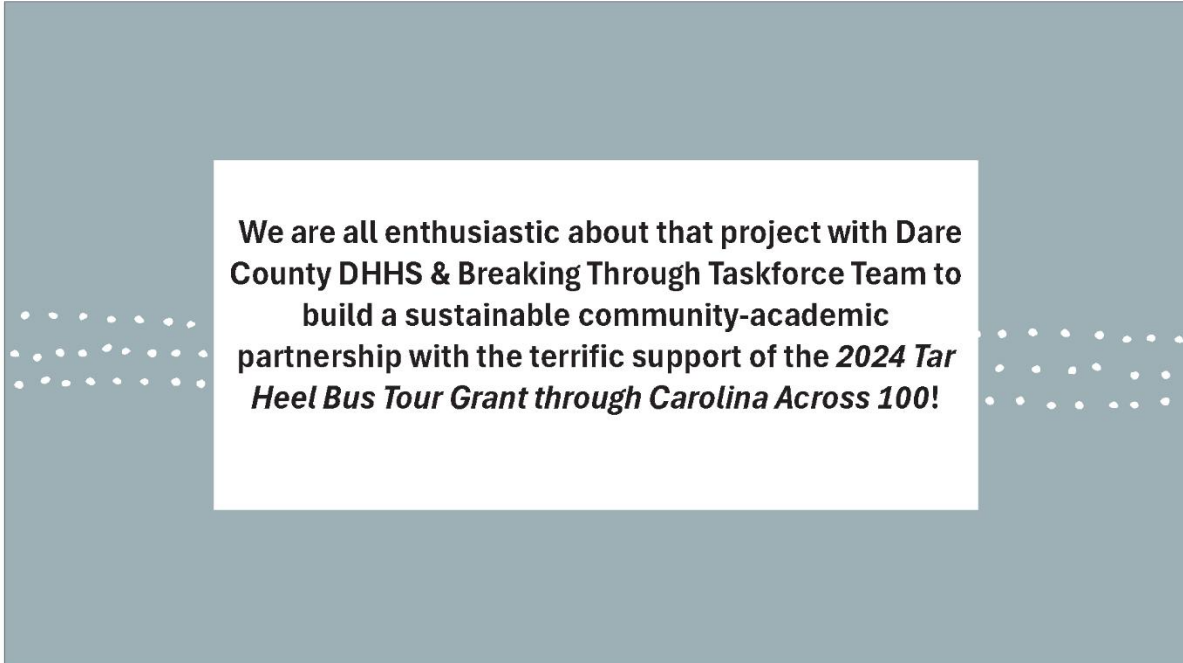 We are all enthusiastic about that project with Dare
County DHHS & Breaking Through Taskforce Team to
build a sustainable community-academic
partnership with the terrific support of the 2024 Tar
Heel Bus Tour Grant through Carolina Across 100!